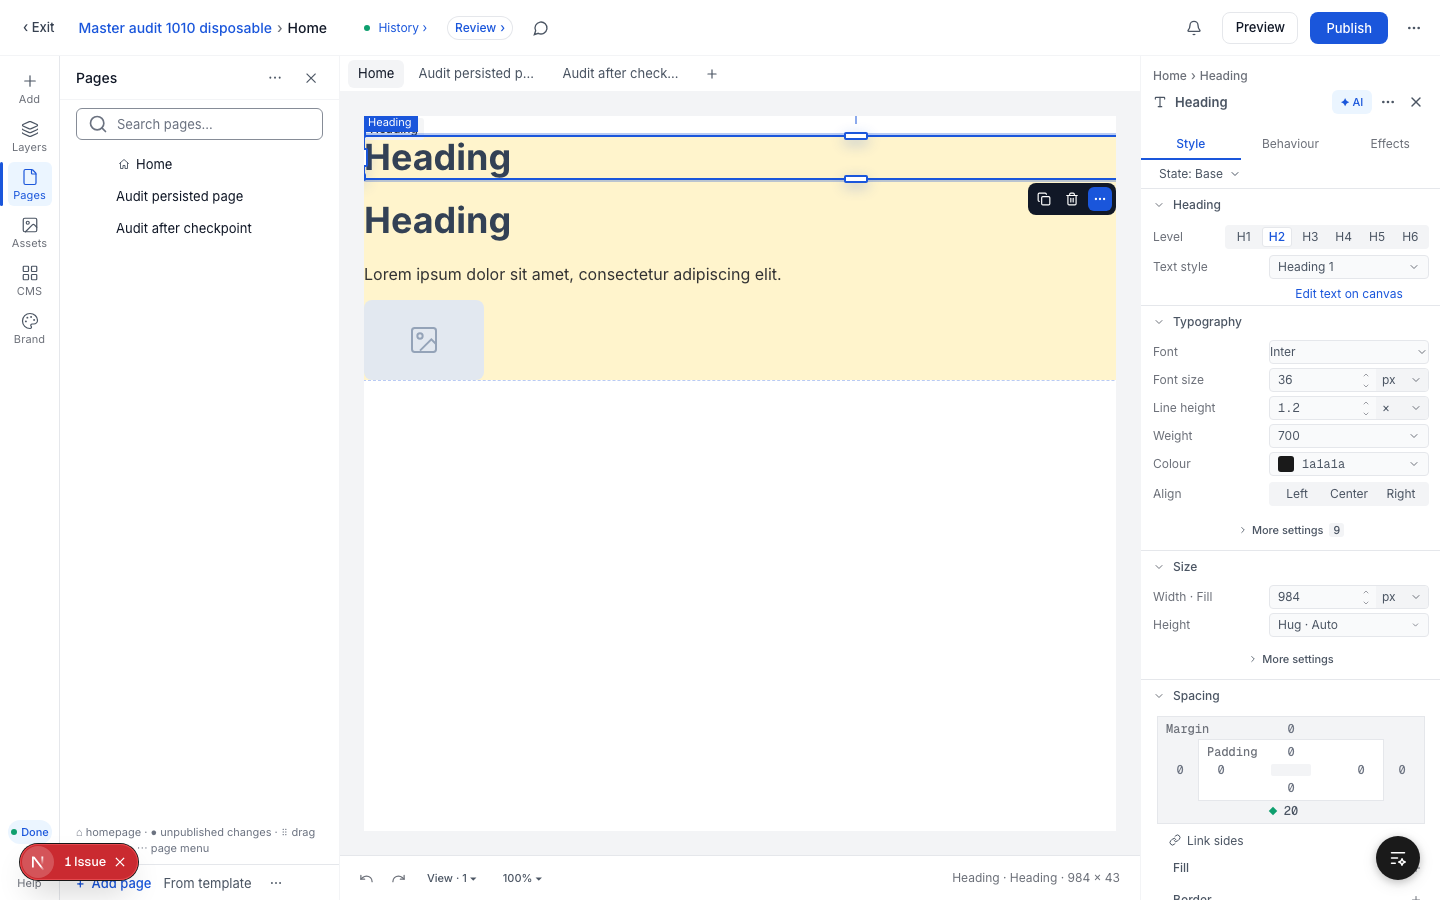 ‹ Exit
Master audit 1010 disposable › Home
History ›
Review ›
Preview
Publish
Add
Layers
Pages
Assets
CMS
Brand
Done
Help
Pages
Search pages...
Home
Audit persisted page
Audit after checkpoint
⌂ homepage · ● unpublished changes · ⠿ drag
··· page menu
1 Issue
+ Add page
From template
Home
Audit persisted p...
Audit after check...
Heading
Heading
Heading
Lorem ipsum dolor sit amet, consectetur adipiscing elit.
View · 1
100%
Heading · Heading · 984 × 43
Home › Heading
Heading
AI
Style
Behaviour
Effects
State: Base
Heading
Level
H1 H2 H3 H4 H5 H6
Text style
Heading 1
Edit text on canvas
Typography
Font
Inter
Font size
36
px
Line height
1.2
×
Weight
700
Colour
1a1a1a
Align
Left Center Right
More settings 9
Size
Width · Fill
984
px
Height
Hug · Auto
More settings
Spacing
Margin
0
Padding
0
0
0
0
0
0
20
Link sides
Fill